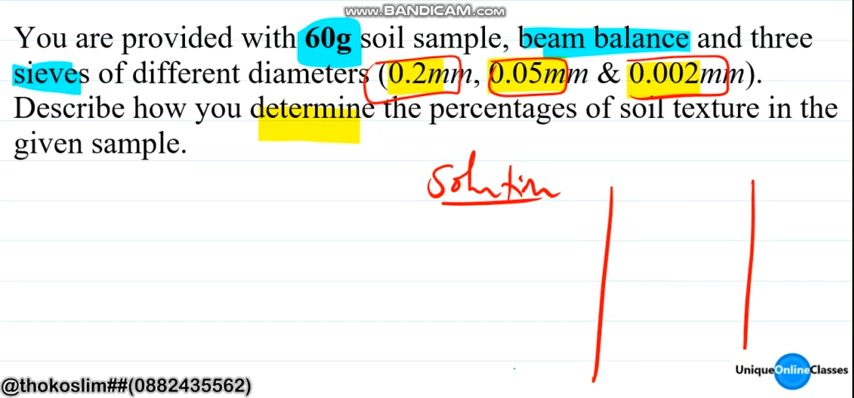 www.BANDICAM.com
You are provided with 60g soil sample, beam balance and three
sieves of different diameters (0.2mm, 0.05mm & 0.002mm).
Describe how you determine the percentages of soil texture in the
given sample.
Solution
UniqueOnlineClasses
@thokoslim##(0882435562)